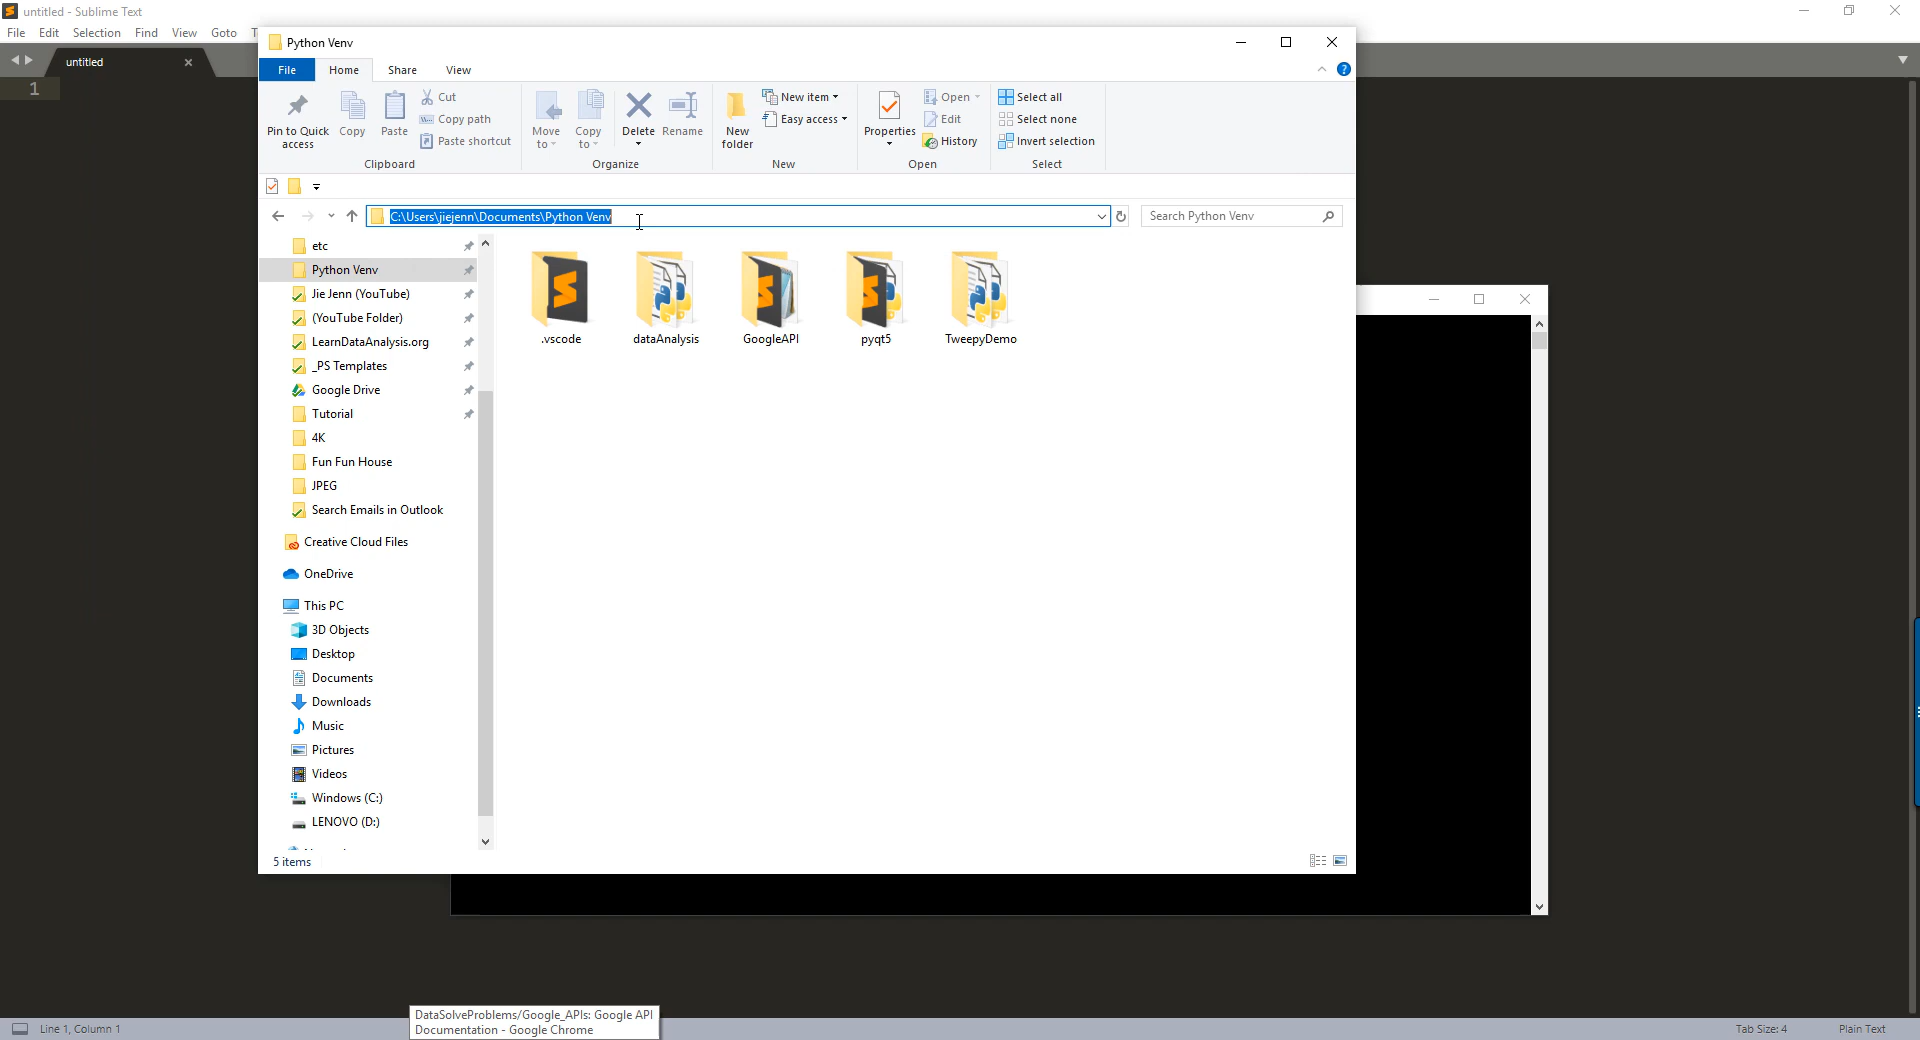 untitled - Sublime Text
File Edit Selection Find View Goto
untitled
1
Python Venv
File Home Share View
Pin to Quick access
Copy
Paste
Cut
Copy path
Paste shortcut
Clipboard
Move to
Copy to
Delete
Rename
Organize
New folder
New item
Easy access
New
Properties
Open
Edit
History
Open
Select all
Select none
Invert selection
Select
C:\Users\jiejenn\Documents\Python Venv
Search Python Venv
etc
Python Venv
Jie Jenn (YouTube)
(YouTube Folder)
LearnDataAnalysis.org
_PS Templates
Google Drive
Tutorial
4K
Fun Fun House
JPEG
Search Emails in Outlook
Creative Cloud Files
OneDrive
This PC
3D Objects
Desktop
Documents
Downloads
Music
Pictures
Videos
Windows (C:)
LENOVO (D:)
.vscode
dataAnalysis
GoogleAPI
pyqt5
TweepyDemo
5 items
DataSolveProblems/Google_APIs: Google API
Documentation - Google Chrome
Line 1, Column 1
Tab Size: 4
Plain Text